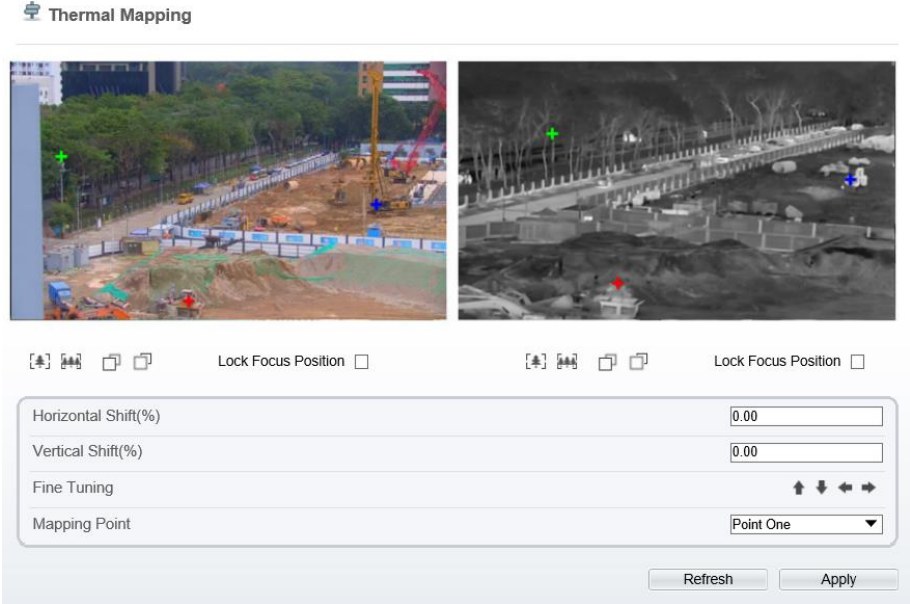 Thermal Mapping
Lock Focus Position
Lock Focus Position
Horizontal Shift(%)
0.00
Vertical Shift(%)
0.00
Fine Tuning
Mapping Point
Point One
Refresh
Apply